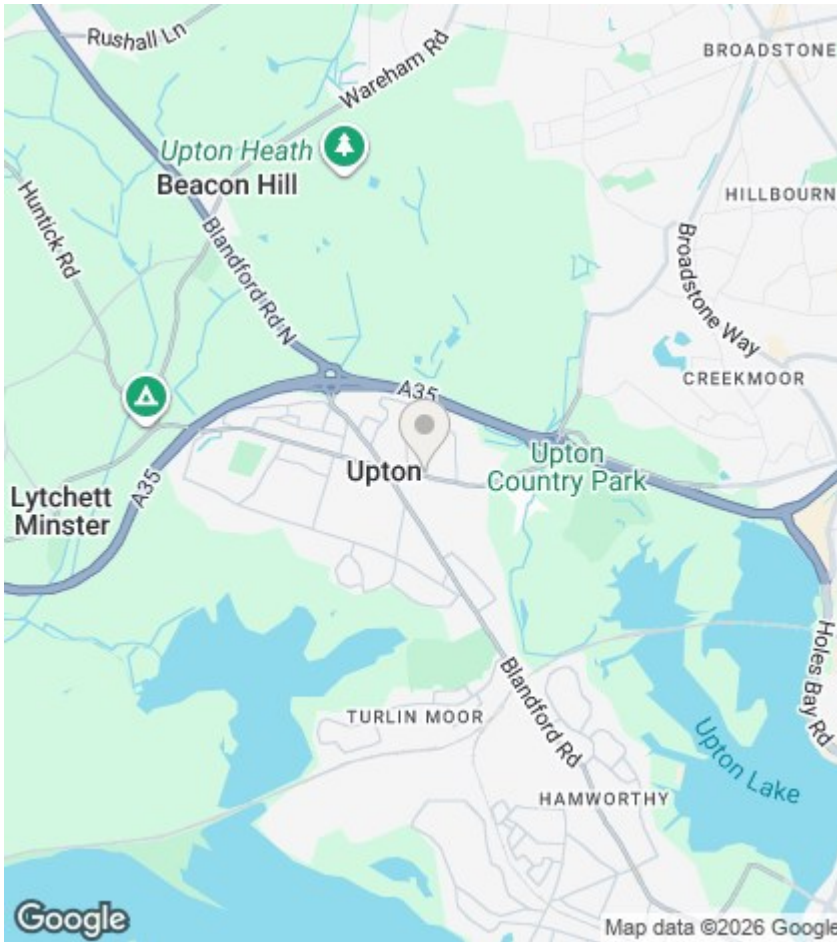 Rushall Ln
Wareham Rd
BROADSTONE
Upton Heath
Beacon Hill
HILLBOURN
Huntick Rd
Blandford Rd N
Broadstone Way
CREEKMOOR
A35
Upton
Country Park
Upton
Lytchett
Minster
A35
Holes Bay Rd
Blandford Rd
TURLIN MOOR
Upton Lake
HAMWORTHY
Google
Map data ©2026 Google